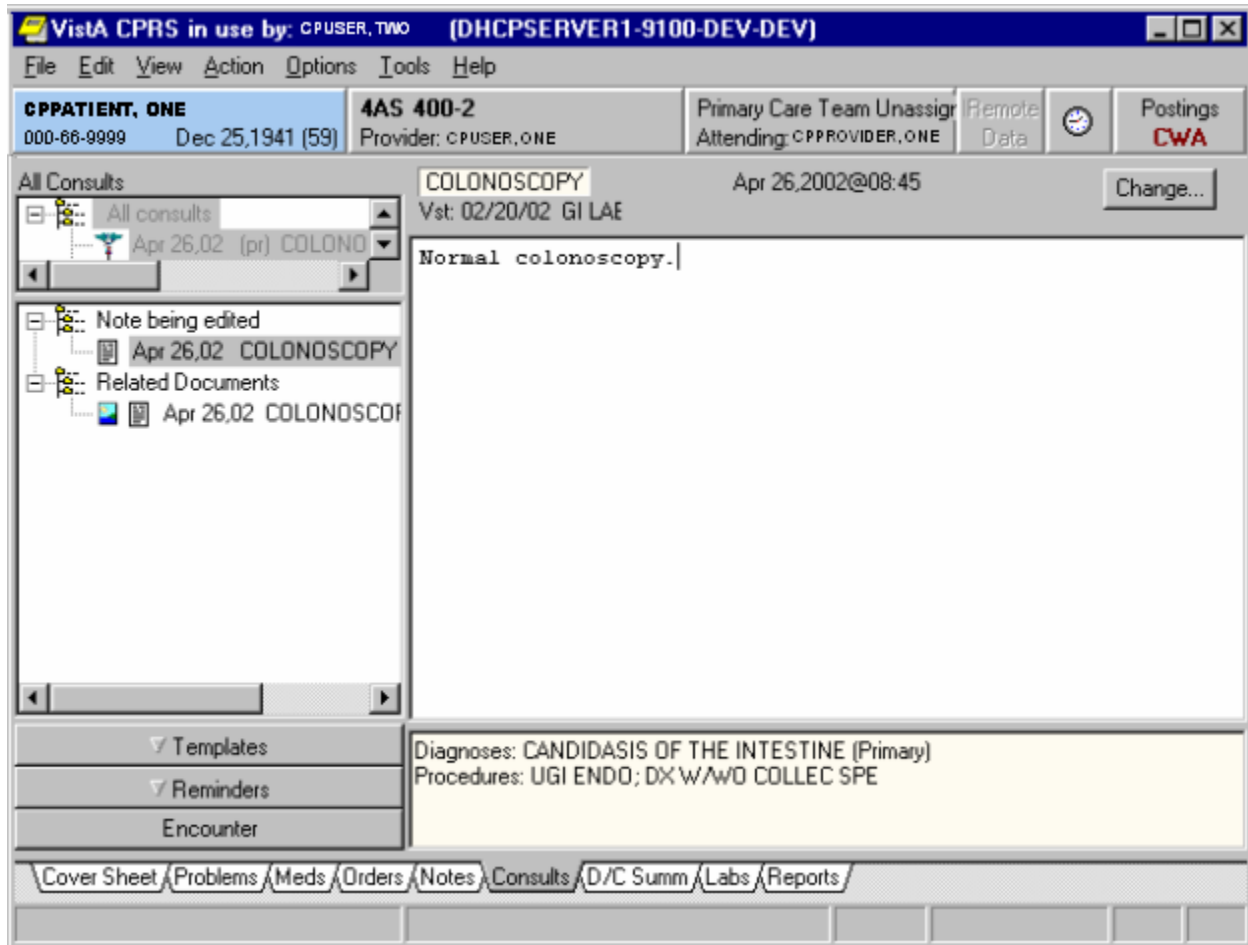 VistA CPRS in use by: CPUSER, TWO (DHCPSERVER1-9100-DEV-DEV)
File Edit View Action Options Tools Help
CPPATIENT, ONE
000-66-9999 Dec 25,1941 (59)
4AS 400-2
Provider: CPUSER,ONE
Primary Care Team Unassigr
Attending: CPPROVIDER,ONE
Remote
Data
Postings
CWA
All Consults
All consults
Apr 26,02 (pr) COLONO
COLONOSCOPY Apr 26,2002@08:45
Vst: 02/20/02 GI LAE
Change...
Normal colonoscopy.
Note being edited
Apr 26,02 COLONOSCOPY
Related Documents
Apr 26,02 COLONOSCOF
Templates
Reminders
Encounter
Diagnoses: CANDIDASIS OF THE INTESTINE (Primary)
Procedures: UGI ENDO; DX W/WO COLLEC SPE
Cover Sheet Problems Meds Orders Notes Consults D/C Summ Labs Reports